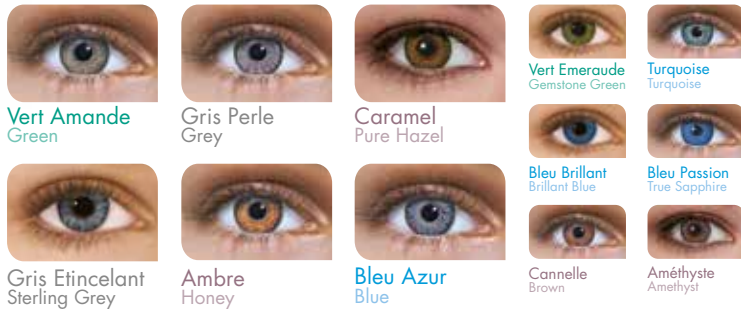 Vert Amande
Green
Gris Perle
Grey
Caramel
Pure Hazel
Vert Emeraude
Gemstone Green
Turquoise
Turquoise
Bleu Brillant
Brillant Blue
Bleu Passion
True Sapphire
Gris Etincelant
Sterling Grey
Ambre
Honey
Bleu Azur
Blue
Cannelle
Brown
Améthyste
Amethyst